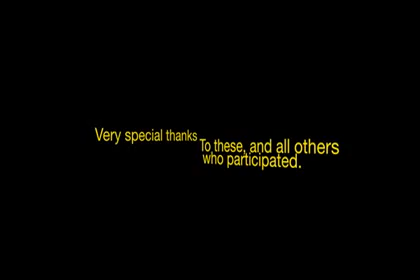 Very special thanks
To these, and all others
who participated.